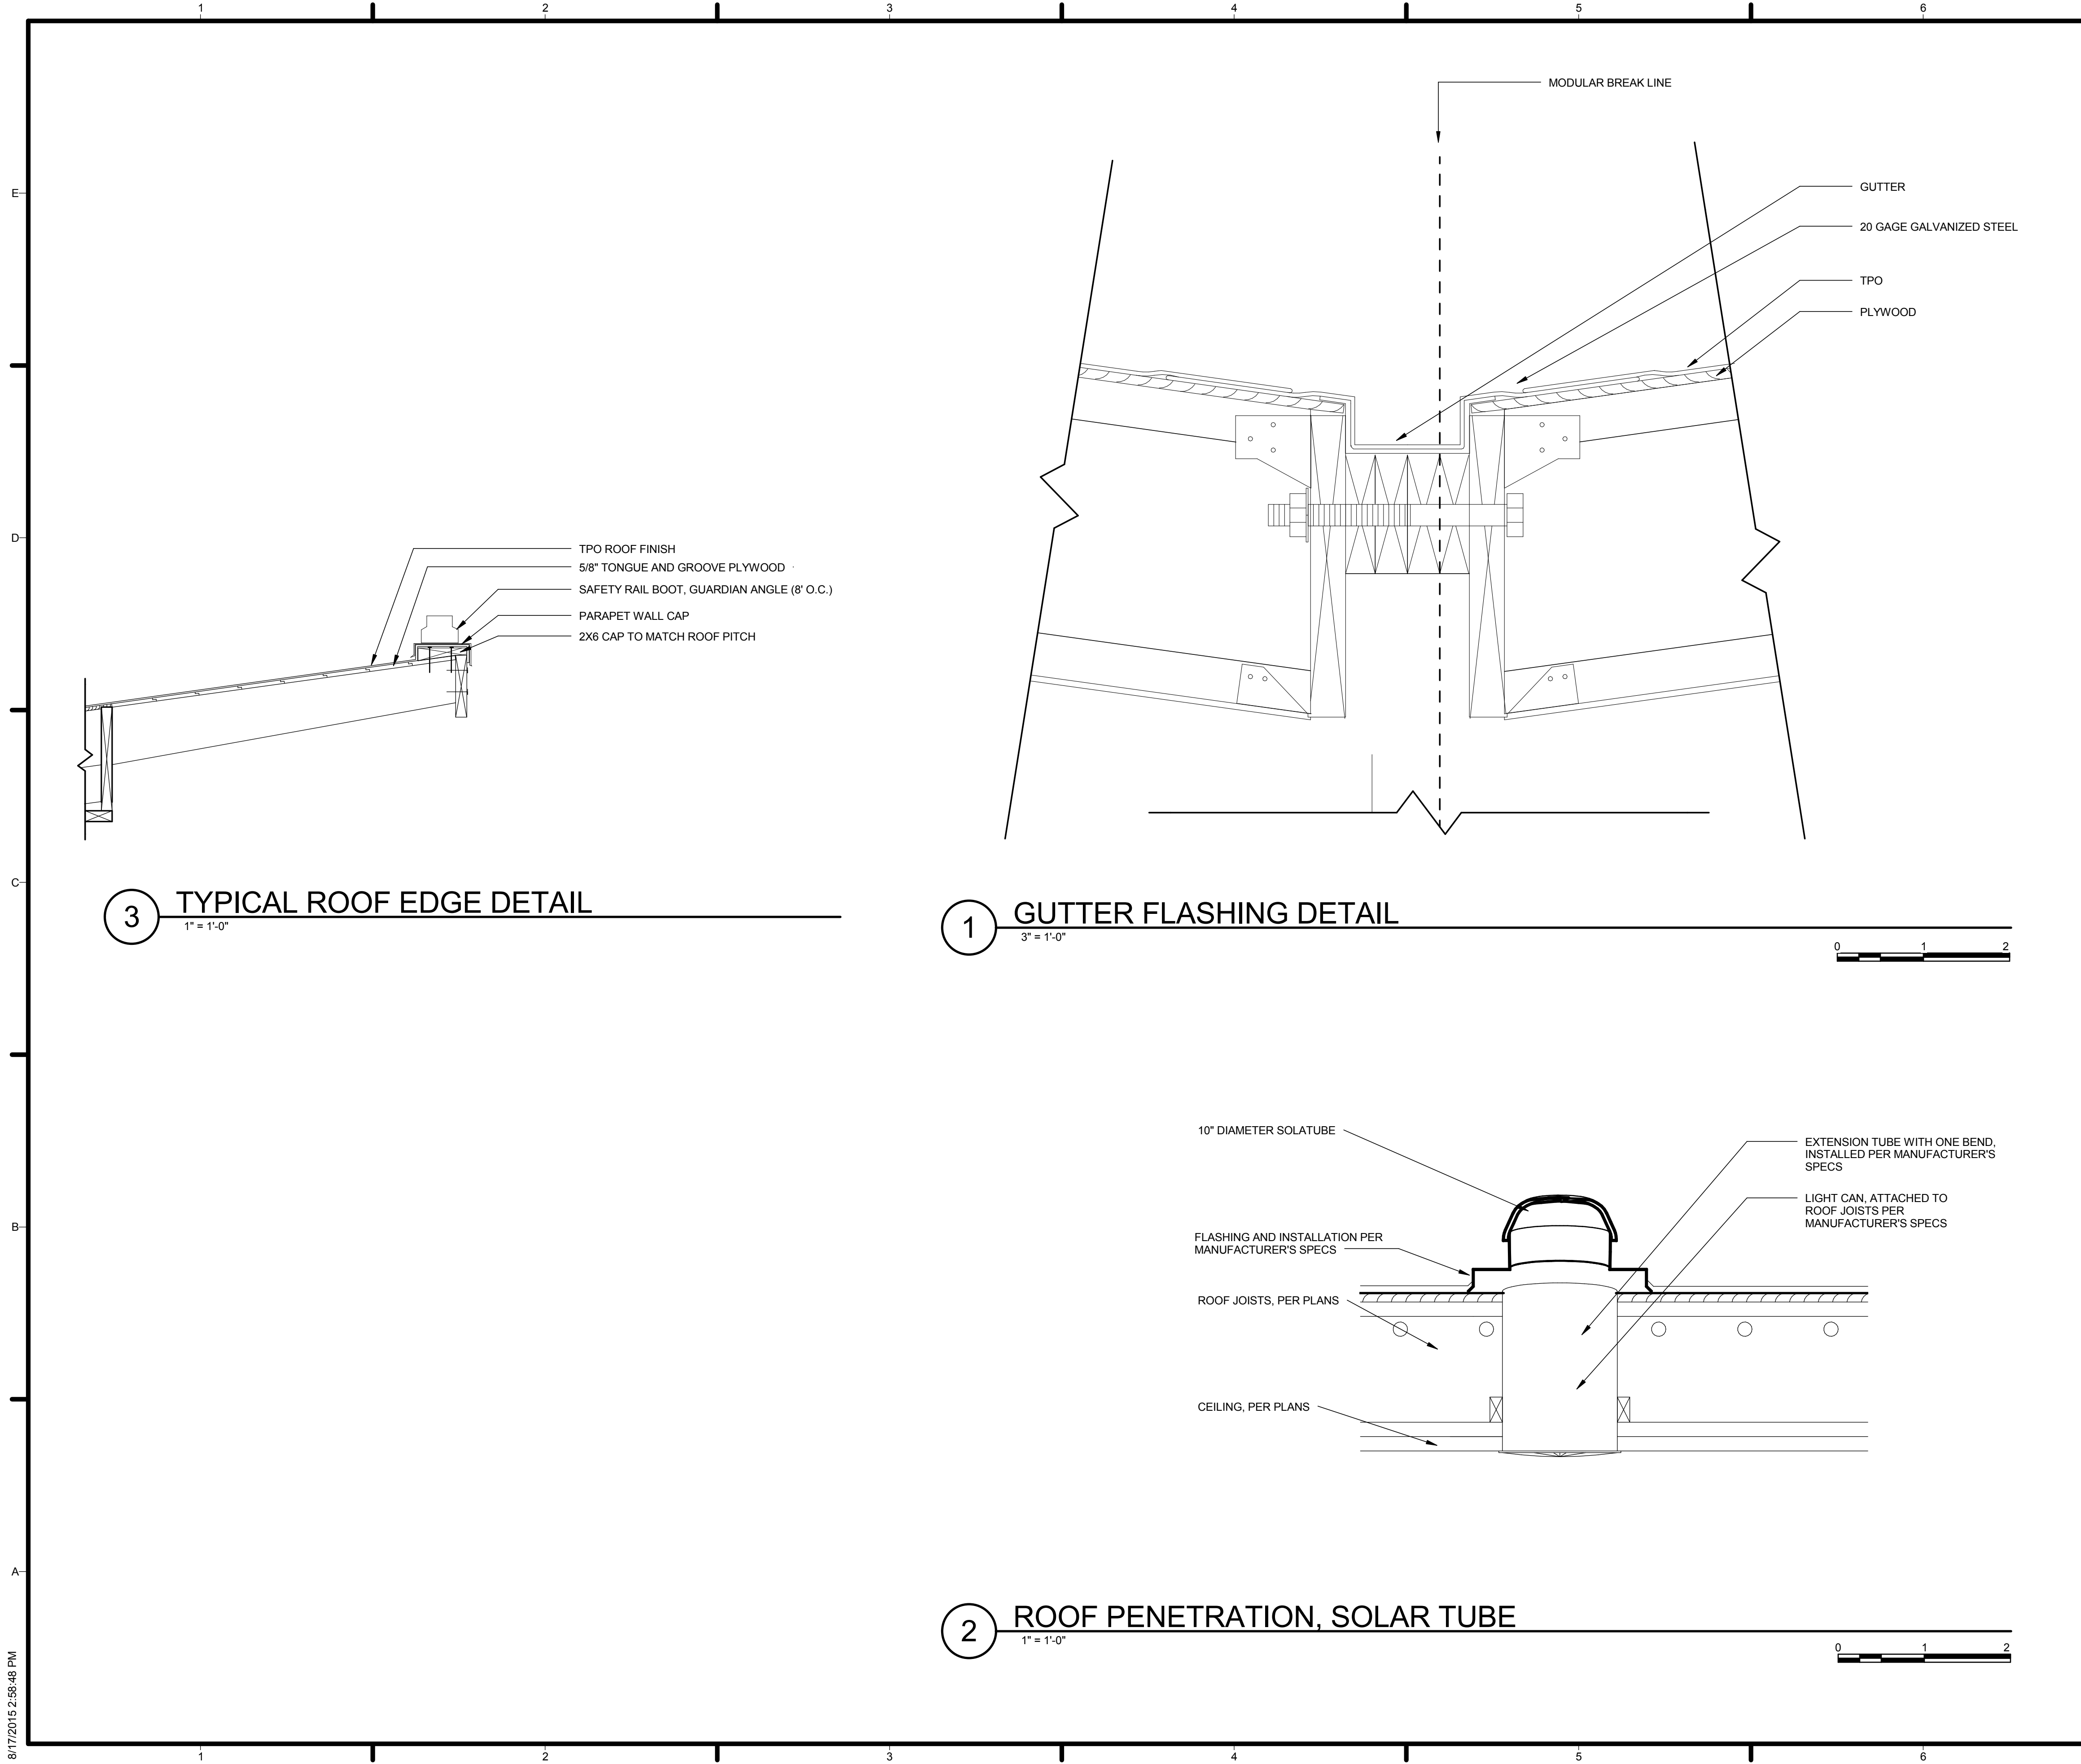 1 2 3 4 5 6
MODULAR BREAK LINE
E
GUTTER
20 GAGE GALVANIZED STEEL
TPO
PLYWOOD
D
TPO ROOF FINISH
5/8" TONGUE AND GROOVE PLYWOOD
SAFETY RAIL BOOT, GUARDIAN ANGLE (8' O.C.)
PARAPET WALL CAP
2X6 CAP TO MATCH ROOF PITCH
C
3 TYPICAL ROOF EDGE DETAIL
1" = 1'-0"
1 GUTTER FLASHING DETAIL
3" = 1'-0"
0 1 2
10" DIAMETER SOLATUBE
EXTENSION TUBE WITH ONE BEND,
INSTALLED PER MANUFACTURER'S
SPECS
LIGHT CAN, ATTACHED TO
ROOF JOISTS PER
MANUFACTURER'S SPECS
B
FLASHING AND INSTALLATION PER
MANUFACTURER'S SPECS
ROOF JOISTS, PER PLANS
CEILING, PER PLANS
A
2 ROOF PENETRATION, SOLAR TUBE
1" = 1'-0"
0 1 2
8/17/2015 2:58:48 PM
1 2 3 4 5 6